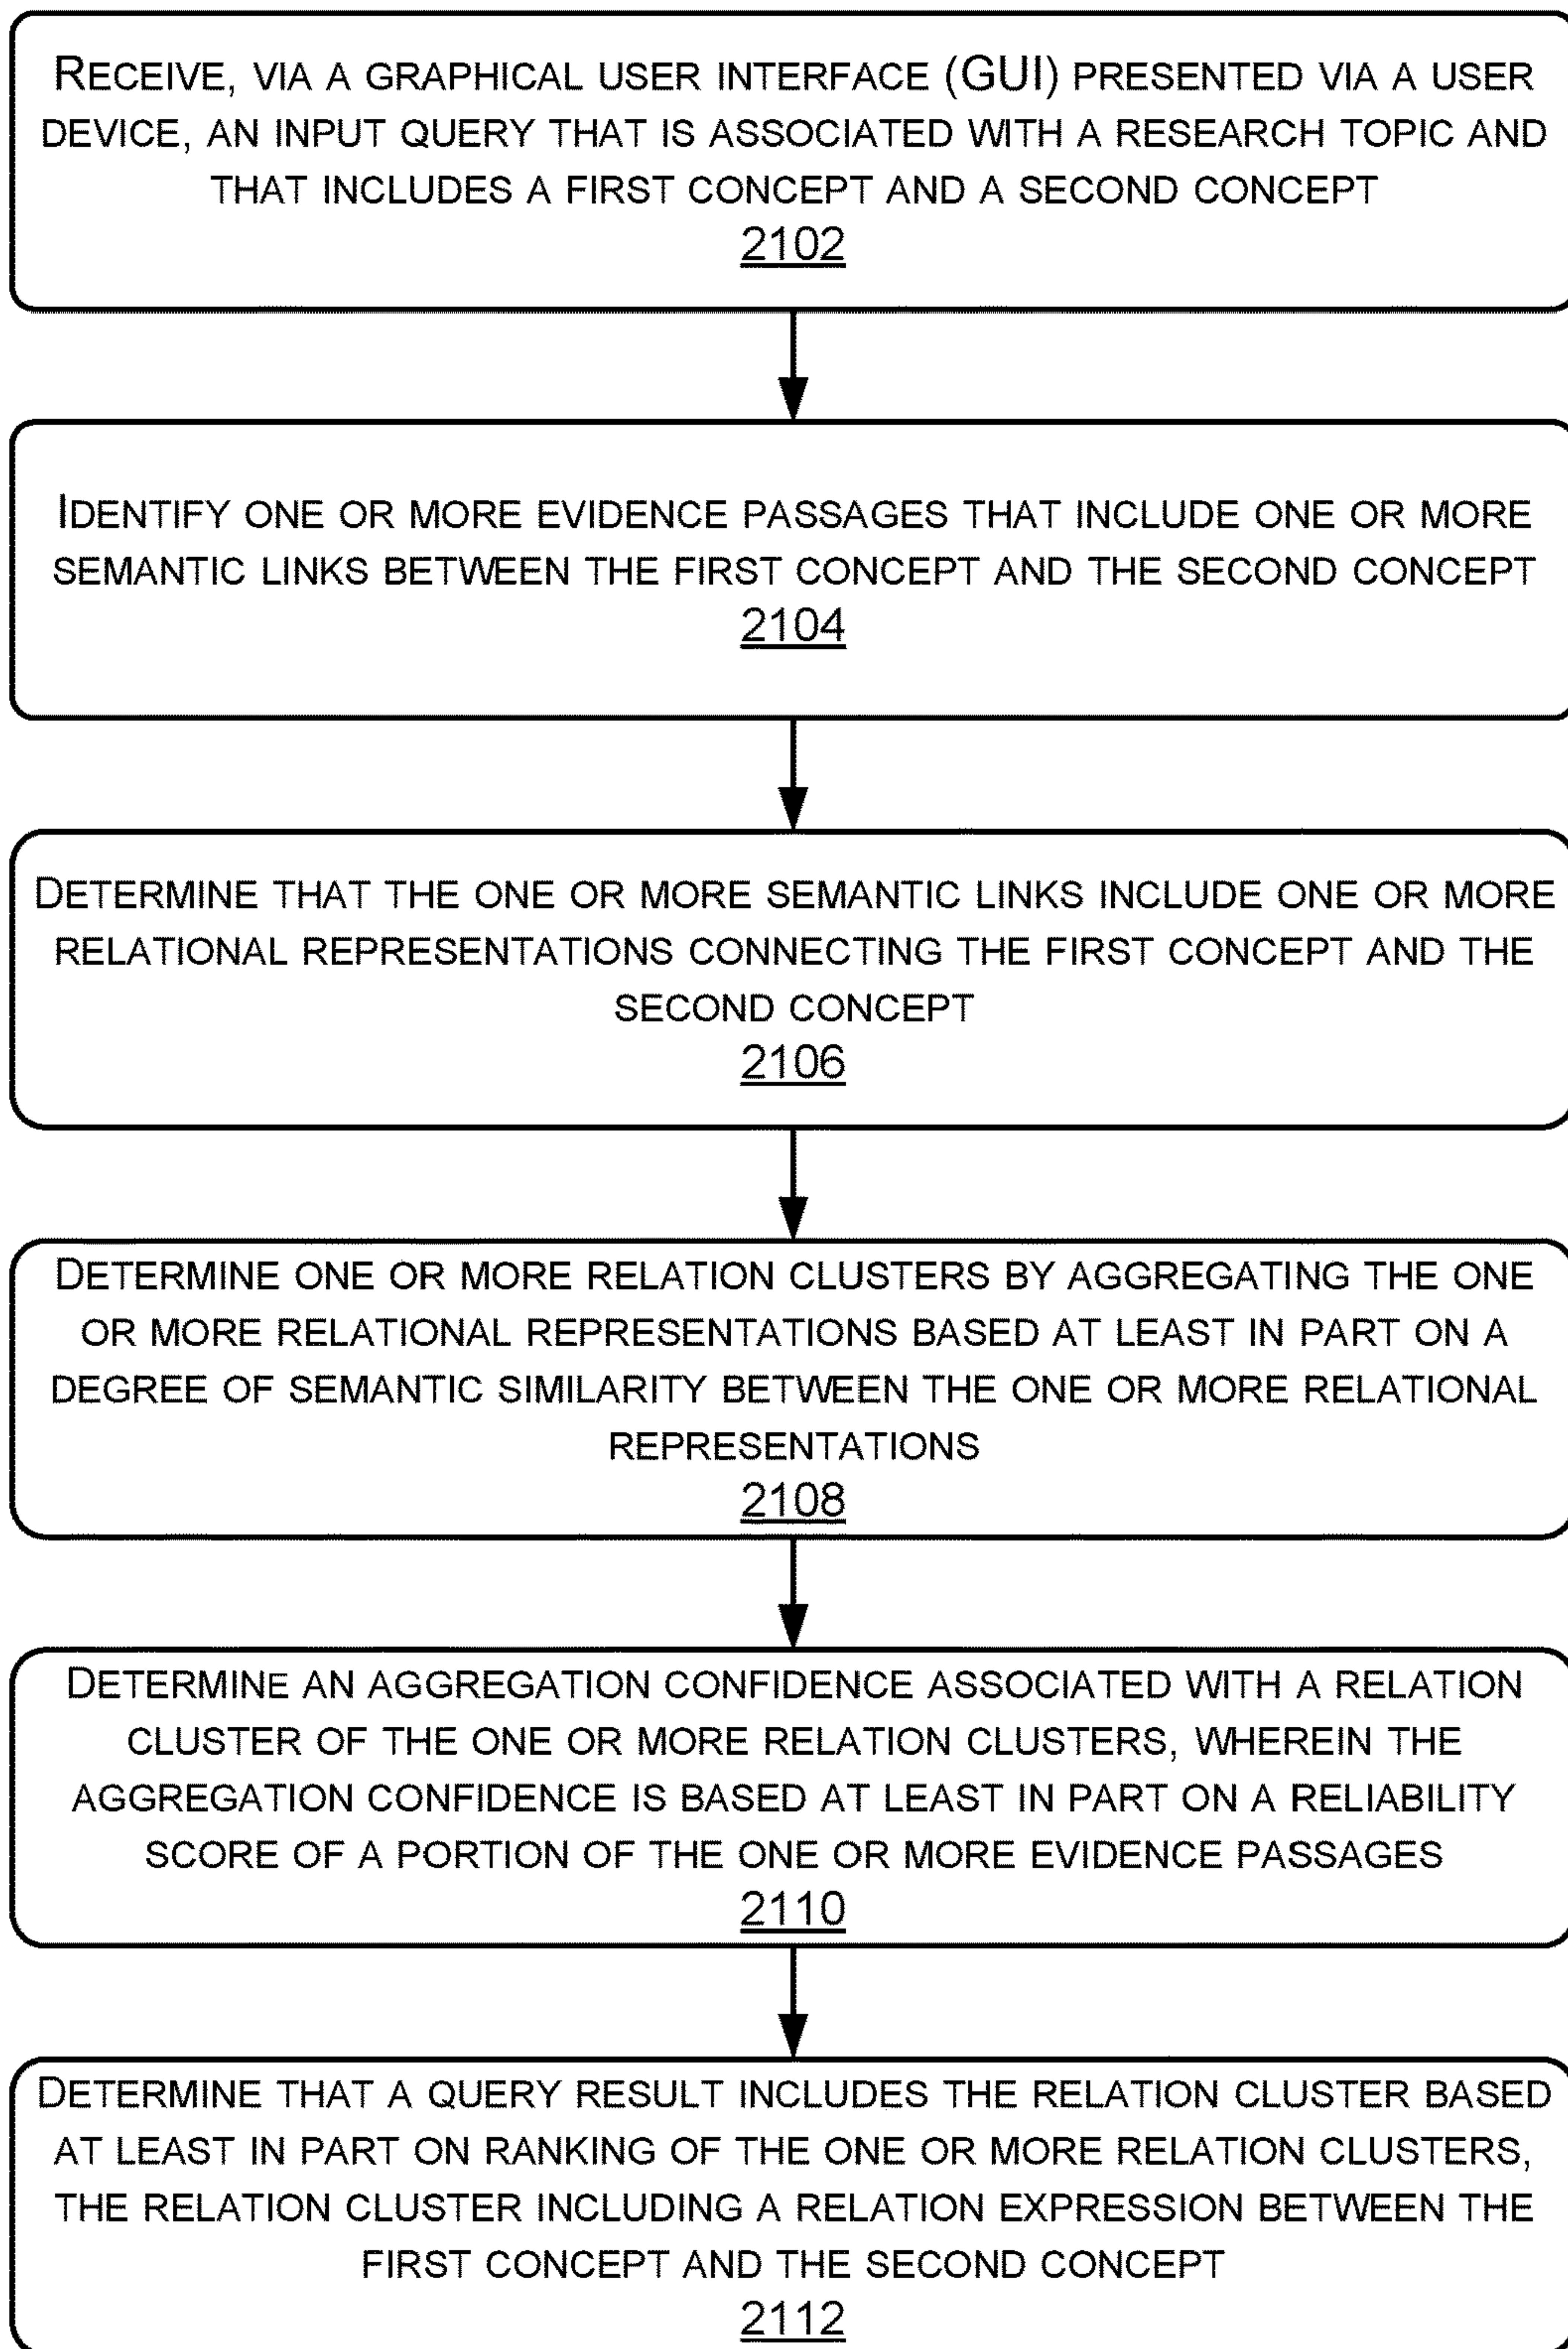 RECEIVE, VIA A GRAPHICAL USER INTERFACE (GUI) PRESENTED VIA A USER
DEVICE, AN INPUT QUERY THAT IS ASSOCIATED WITH A RESEARCH TOPIC AND
THAT INCLUDES A FIRST CONCEPT AND A SECOND CONCEPT
2102
IDENTIFY ONE OR MORE EVIDENCE PASSAGES THAT INCLUDE ONE OR MORE
SEMANTIC LINKS BETWEEN THE FIRST CONCEPT AND THE SECOND CONCEPT
2104
DETERMINE THAT THE ONE OR MORE SEMANTIC LINKS INCLUDE ONE OR MORE
RELATIONAL REPRESENTATIONS CONNECTING THE FIRST CONCEPT AND THE
SECOND CONCEPT
2106
DETERMINE ONE OR MORE RELATION CLUSTERS BY AGGREGATING THE ONE
OR MORE RELATIONAL REPRESENTATIONS BASED AT LEAST IN PART ON A
DEGREE OF SEMANTIC SIMILARITY BETWEEN THE ONE OR MORE RELATIONAL
REPRESENTATIONS
2108
DETERMINE AN AGGREGATION CONFIDENCE ASSOCIATED WITH A RELATION
CLUSTER OF THE ONE OR MORE RELATION CLUSTERS, WHEREIN THE
AGGREGATION CONFIDENCE IS BASED AT LEAST IN PART ON A RELIABILITY
SCORE OF A PORTION OF THE ONE OR MORE EVIDENCE PASSAGES
2110
DETERMINE THAT A QUERY RESULT INCLUDES THE RELATION CLUSTER BASED
AT LEAST IN PART ON RANKING OF THE ONE OR MORE RELATION CLUSTERS,
THE RELATION CLUSTER INCLUDING A RELATION EXPRESSION BETWEEN THE
FIRST CONCEPT AND THE SECOND CONCEPT
2112